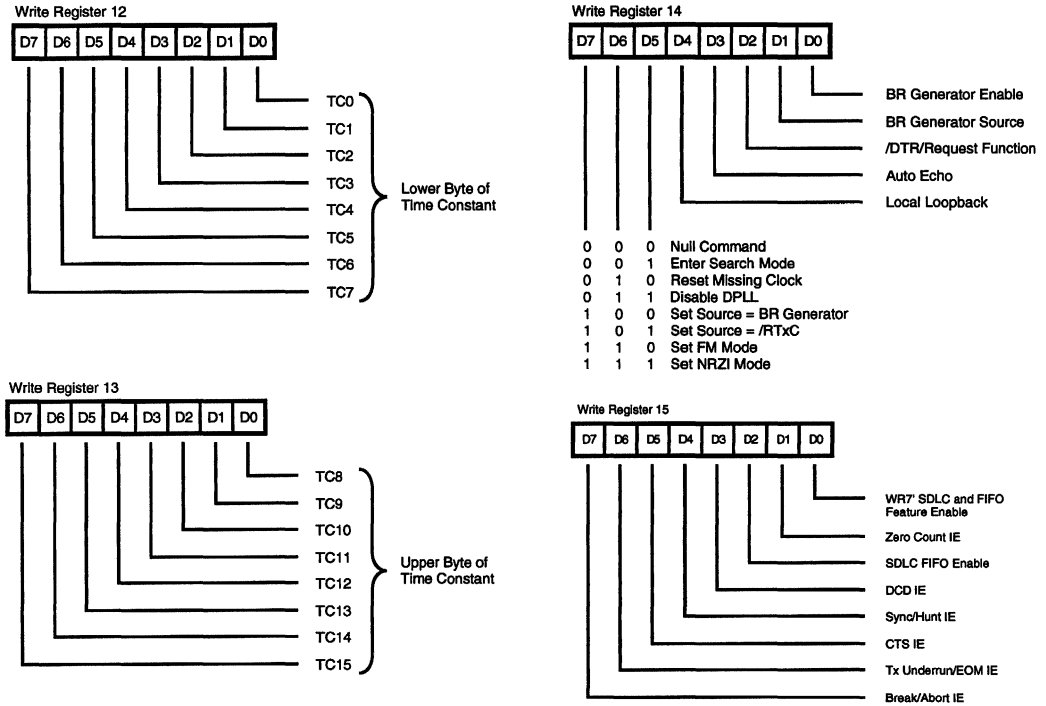 Write Register 12
D7 D6 D5 D4 D3 D2 D1 D0
TC0
TC1
TC2
TC3
TC4
TC5
TC6
TC7
Lower Byte of
Time Constant
Write Register 13
D7 D6 D5 D4 D3 D2 D1 D0
TC8
TC9
TC10
TC11
TC12
TC13
TC14
TC15
Upper Byte of
Time Constant
Write Register 14
D7 D6 D5 D4 D3 D2 D1 D0
BR Generator Enable
BR Generator Source
/DTR/Request Function
Auto Echo
Local Loopback
0 0 0 Null Command
0 0 1 Enter Search Mode
0 1 0 Reset Missing Clock
0 1 1 Disable DPLL
1 0 0 Set Source = BR Generator
1 0 1 Set Source = /RTxC
1 1 0 Set FM Mode
1 1 1 Set NRZI Mode
Write Register 15
D7 D6 D5 D4 D3 D2 D1 D0
WR7' SDLC and FIFO
Feature Enable
Zero Count IE
SDLC FIFO Enable
DCD IE
Sync/Hunt IE
CTS IE
Tx Underrun/EOM IE
Break/Abort IE